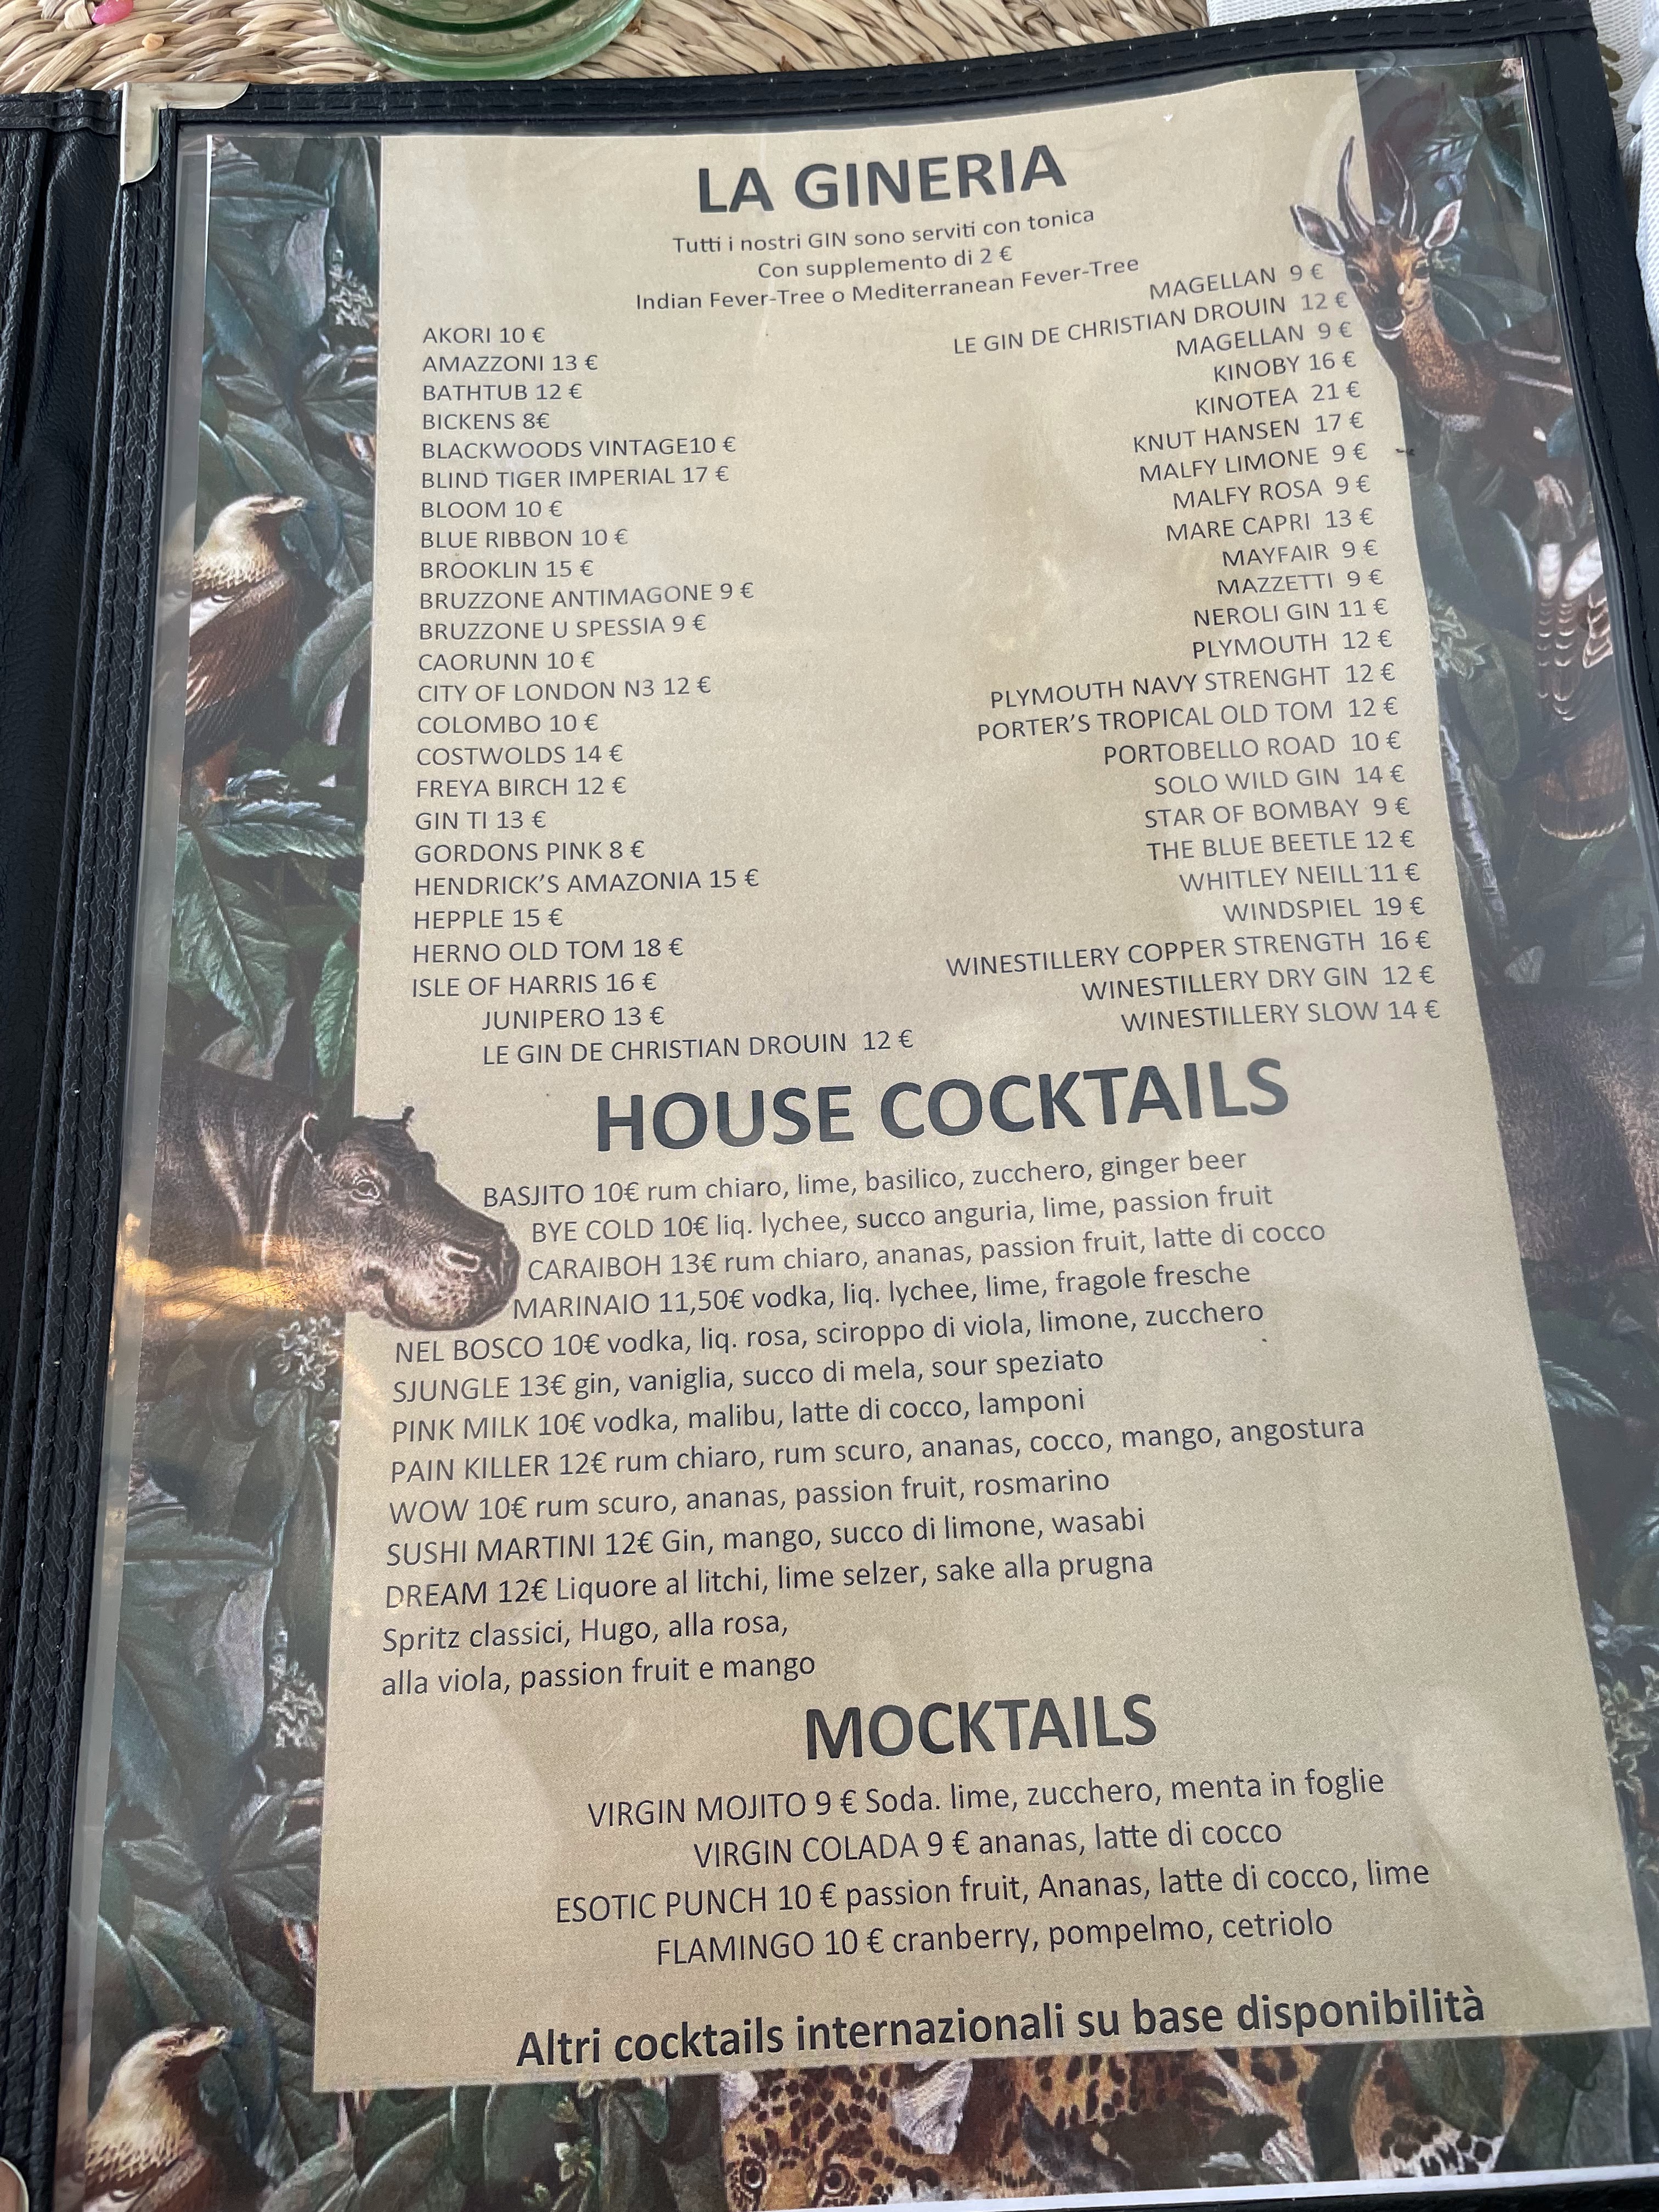 LA GINERIA
Tutti i nostri GIN sono serviti con tonica
Con supplemento di 2 €
Indian Fever-Tree o Mediterranean Fever-Tree
AKORI 10 €
AMAZZONI 13 €
BATHTUB 12 €
BICKENS 8€
BLACKWOODS VINTAGE10 €
BLIND TIGER IMPERIAL 17 €
BLOOM 10 €
BLUE RIBBON 10 €
BROOKLIN 15 €
BRUZZONE ANTIMAGONE 9 €
BRUZZONE U SPESSIA 9 €
CAORUNN 10 €
CITY OF LONDON N3 12 €
COLOMBO 10 €
COSTWOLDS 14 €
FREYA BIRCH 12 €
GIN TI 13 €
GORDONS PINK 8 €
HENDRICK'S AMAZONIA 15 €
HEPPLE 15 €
HERNO OLD TOM 18 €
ISLE OF HARRIS 16 €
JUNIPERO 13 €
LE GIN DE CHRISTIAN DROUIN 12 €
MAGELLAN 9 €
LE GIN DE CHRISTIAN DROUIN 12 €
MAGELLAN 9 €
KINOBY 16 €
KINOTEA 21 €
KNUT HANSEN 17 €
MALFY LIMONE 9 €
MALFY ROSA 9 €
MARE CAPRI 13 €
MAYFAIR 9 €
MAZZETTI 9 €
NEROLI GIN 11 €
PLYMOUTH 12 €
PLYMOUTH NAVY STRENGHT 12 €
PORTER'S TROPICAL OLD TOM 12 €
PORTOBELLO ROAD 10 €
SOLO WILD GIN 14 €
STAR OF BOMBAY 9 €
THE BLUE BEETLE 12 €
WHITLEY NEILL 11 €
WINDSPIEL 19 €
WINESTILLERY COPPER STRENGTH 16 €
WINESTILLERY DRY GIN 12 €
WINESTILLERY SLOW 14 €
HOUSE COCKTAILS
BASJITO 10€ rum chiaro, lime, basilico, zucchero, ginger beer
BYE COLD 10€ liq. lychee, succo anguria, lime, passion fruit
CARAIBOH 13€ rum chiaro, ananas, passion fruit, latte di cocco
MARINAIO 11,50€ vodka, liq. lychee, lime, fragole fresche
NEL BOSCO 10€ vodka, liq. rosa, sciroppo di viola, limone, zucchero
SJUNGLE 13€ gin, vaniglia, succo di mela, sour speziato
PINK MILK 10€ vodka, malibu, latte di cocco, lamponi
PAIN KILLER 12€ rum chiaro, rum scuro, ananas, cocco, mango, angostura
WOW 10€ rum scuro, ananas, passion fruit, rosmarino
SUSHI MARTINI 12€ Gin, mango, succo di limone, wasabi
DREAM 12€ Liquore al litchi, lime selzer, sake alla prugna
Spritz classici, Hugo, alla rosa,
alla viola, passion fruit e mango
MOCKTAILS
VIRGIN MOJITO 9 € Soda. lime, zucchero, menta in foglie
VIRGIN COLADA 9 € ananas, latte di cocco
ESOTIC PUNCH 10 € passion fruit, Ananas, latte di cocco, lime
FLAMINGO 10 € cranberry, pompelmo, cetriolo
Altri cocktails internazionali su base disponibilità